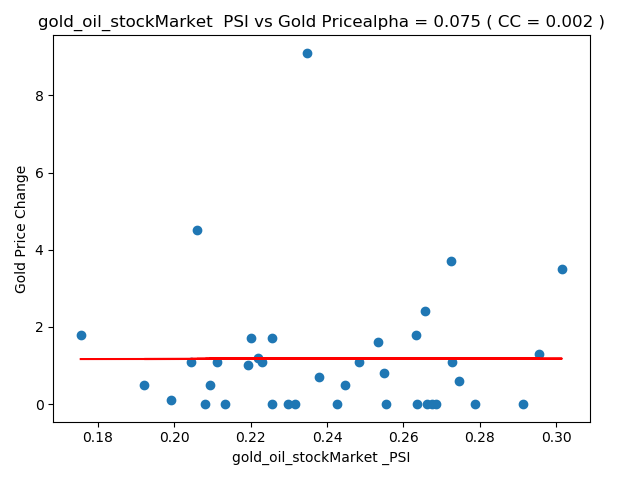 gold_oil_stockMarket  PSI vs Gold Pricealpha = 0.075 ( CC = 0.002 )
Gold Price Change
8
6
4
2
0
0.18 0.20 0.22 0.24 0.26 0.28 0.30
gold_oil_stockMarket _PSI